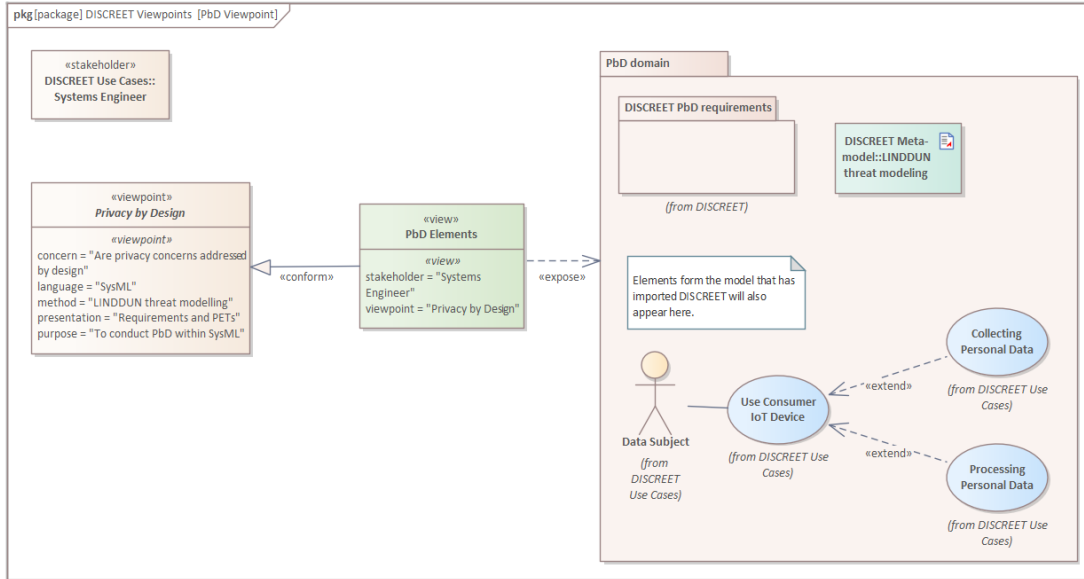 pkg [package] DISCREET Viewpoints [PbD Viewpoint]
«stakeholder»
DISCREET Use Cases::
Systems Engineer
«viewpoint»
Privacy by Design
«viewpoint»
concern = "Are privacy concerns addressed
by design"
language = "SysML"
method = "LINDDUN threat modelling"
presentation = "Requirements and PETs"
purpose = "To conduct PbD within SysML"
«conform»
«view»
PbD Elements
«view»
stakeholder = "Systems
Engineer"
viewpoint = "Privacy by Design"
«expose»
PbD domain
DISCREET PbD requirements
(from DISCREET)
DISCREET Meta-
model::LINDDUN
threat modeling
Elements form the model that has
imported DISCREET will also
appear here.
Data Subject
(from
DISCREET
Use Cases)
Use Consumer
IoT Device
(from DISCREET Use
Cases)
«extend»
«extend»
Collecting
Personal Data
(from DISCREET Use
Cases)
Processing
Personal Data
(from DISCREET Use
Cases)